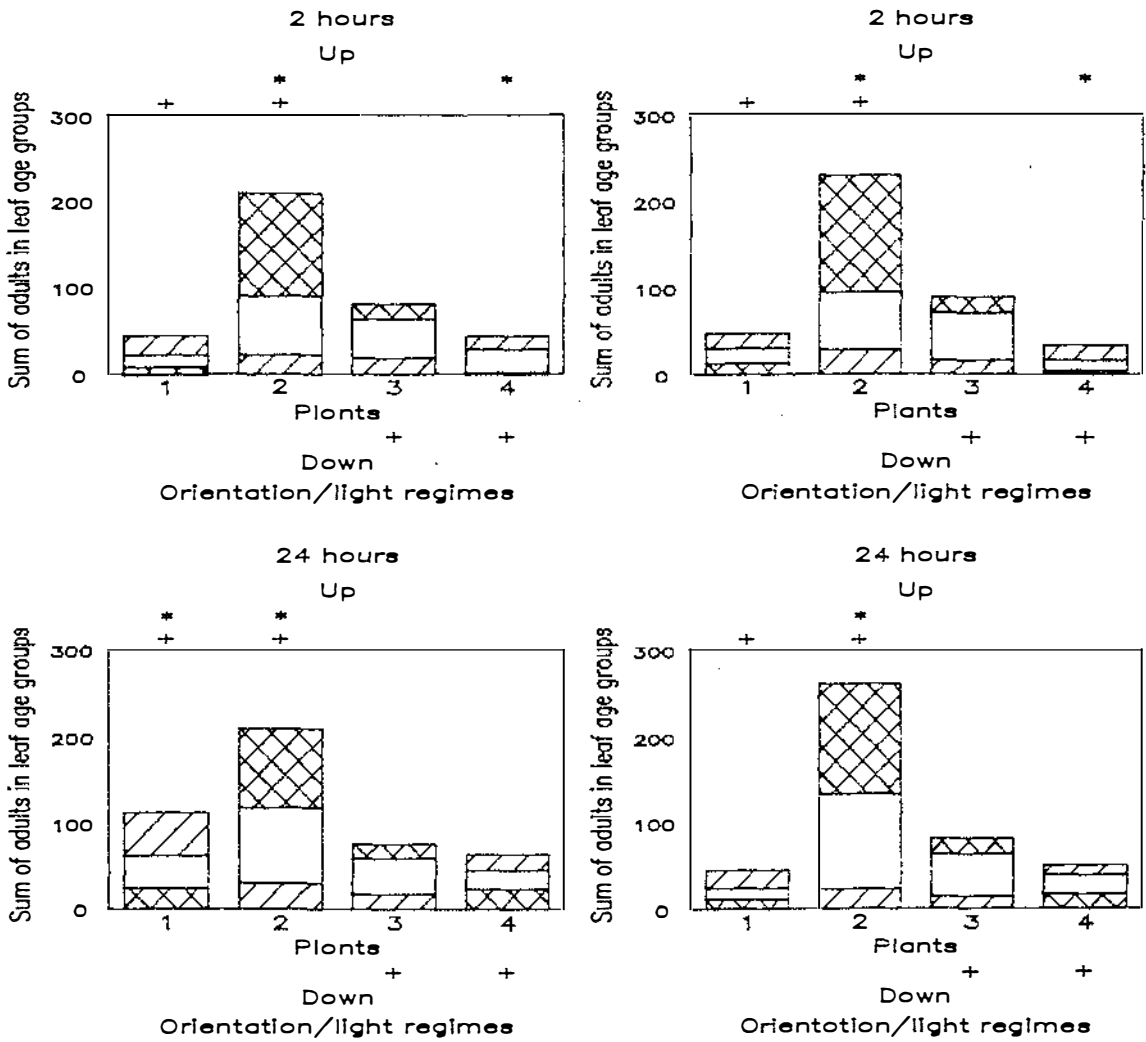 2 hours
Up
* *
+ +
Sum of adults in leaf age groups
300
200
100
0
1 2 3 4
Plonts
+ +
Down
Orientation/light regimes
2 hours
Up
* *
+ +
Sum of adults in leaf age groups
300
200
100
0
1 2 3 4
Plants
+ +
Down
Orientation/light regimes
24 hours
Up
* *
+ +
Sum of adults in leaf age groups
300
200
100
0
1 2 3 4
Plonts
+ +
Down
Orientation/light regimes
24 hours
Up
*
+ +
Sum of adults in leaf age groups
300
200
100
0
1 2 3 4
Plants
+ +
Down
Orientotion/light regimes